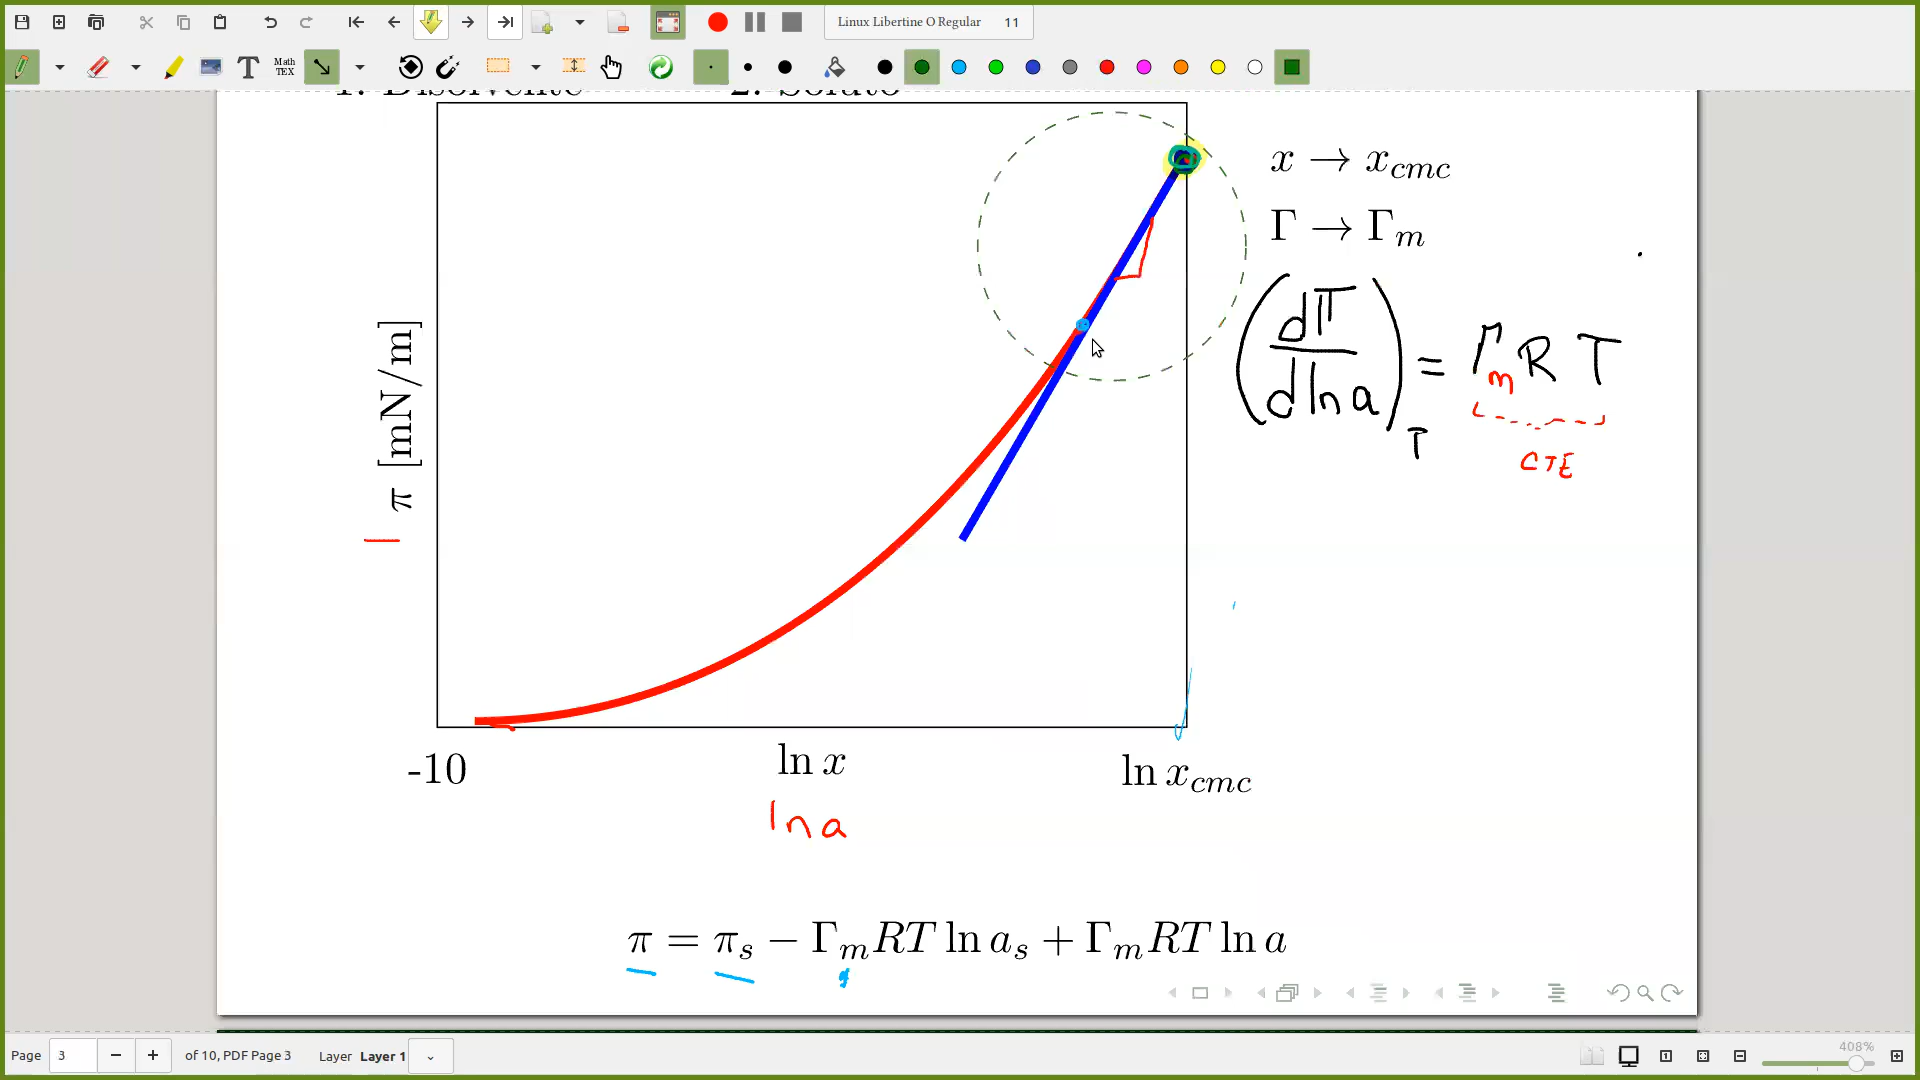 Linux Libertine O Regular 11
T Math TEX
1. Disolvente 2. Soluto
x → x_cmc
Γ → Γ_m
(dπ / d ln a)_T = Γ_m R T
CTE
π [mN/m]
-10 ln x ln x_cmc
ln a
π = π_s − Γ_m RT ln a_s + Γ_m RT ln a
Page 3 of 10, PDF Page 3 Layer Layer 1 408%